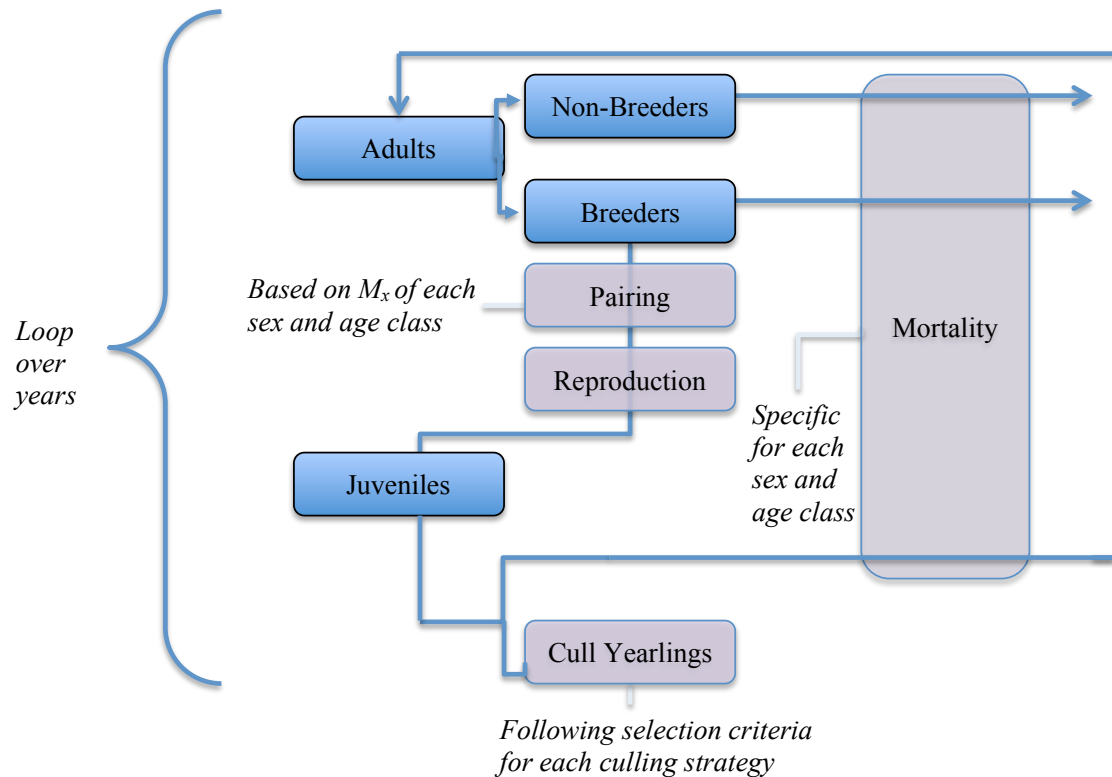 Non-Breeders
Adults
Breeders
Based on Mx of each
sex and age class
Pairing
Loop
over
years
Mortality
Reproduction
Specific
for each
sex and
age class
Juveniles
Cull Yearlings
Following selection criteria
for each culling strategy